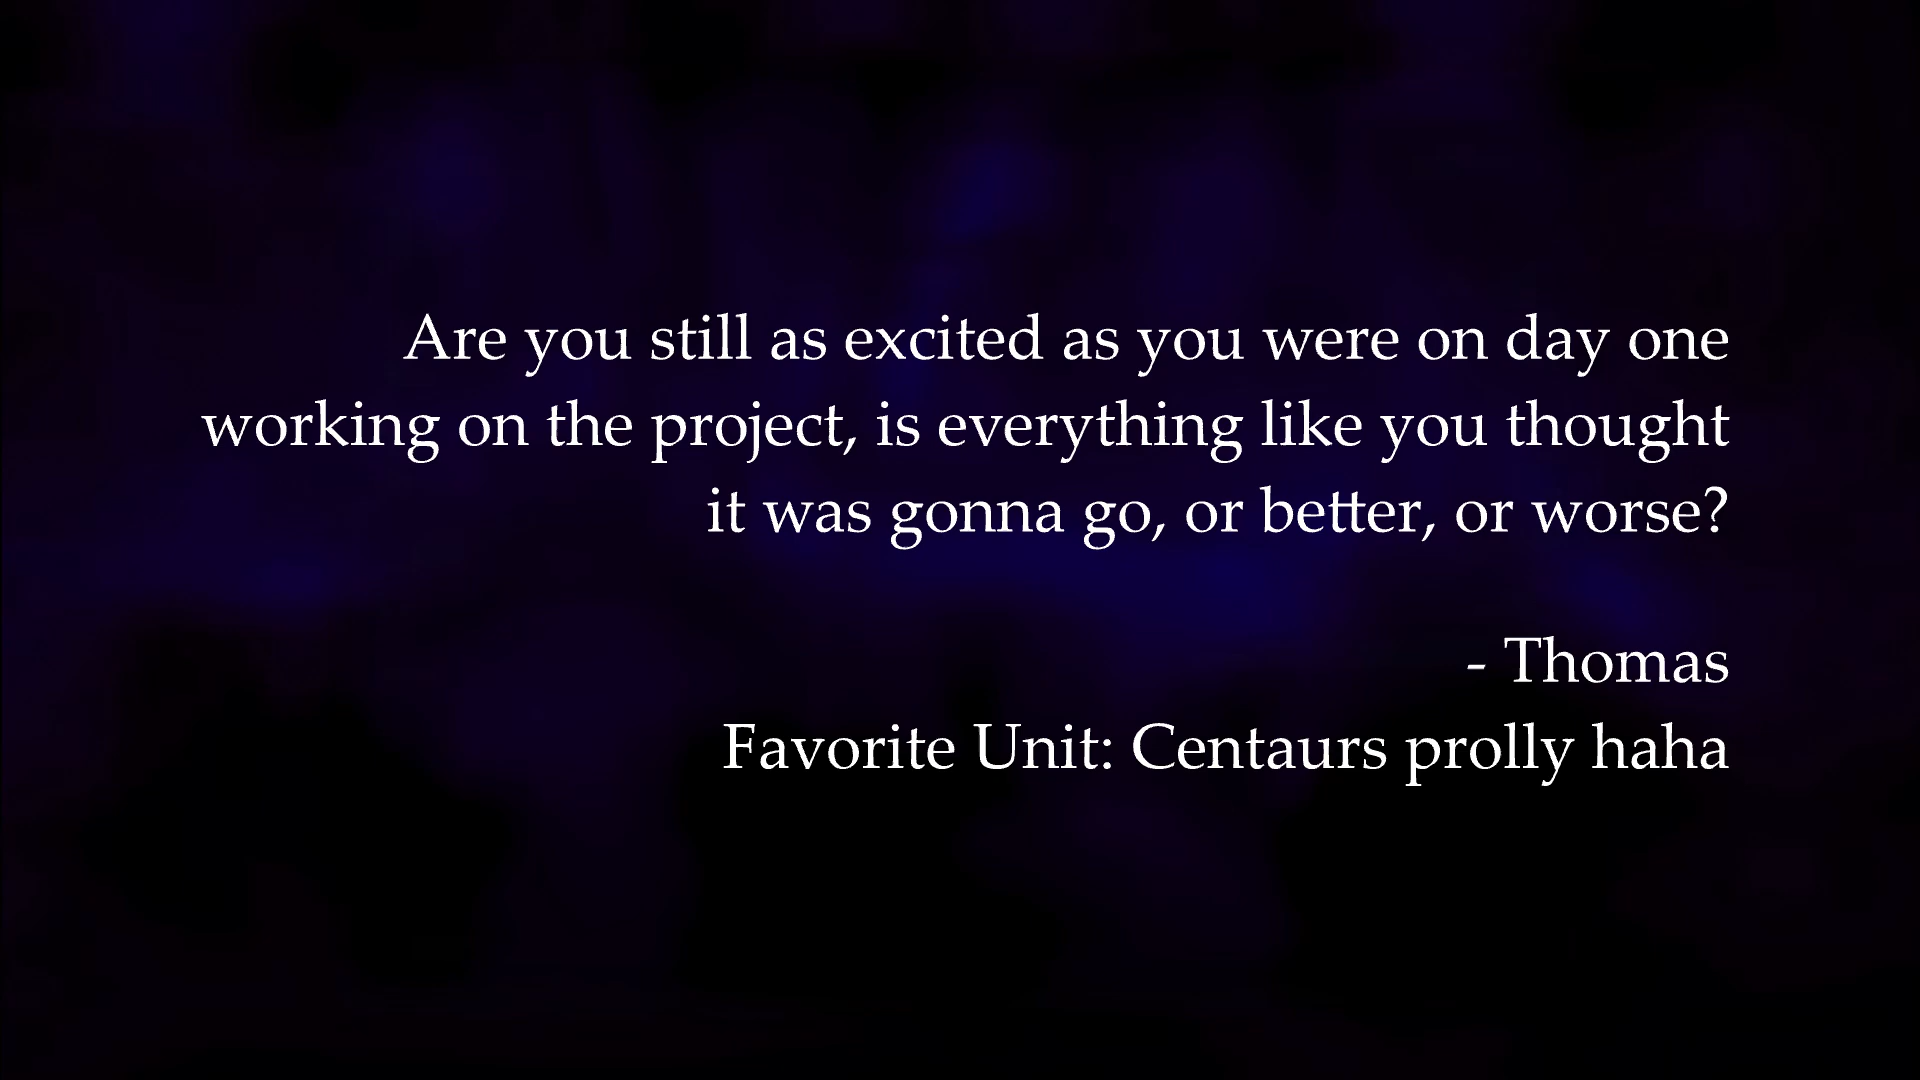 Are you still as excited as you were on day one
working on the project, is everything like you thought
it was gonna go, or better, or worse?
- Thomas
Favorite Unit: Centaurs prolly haha